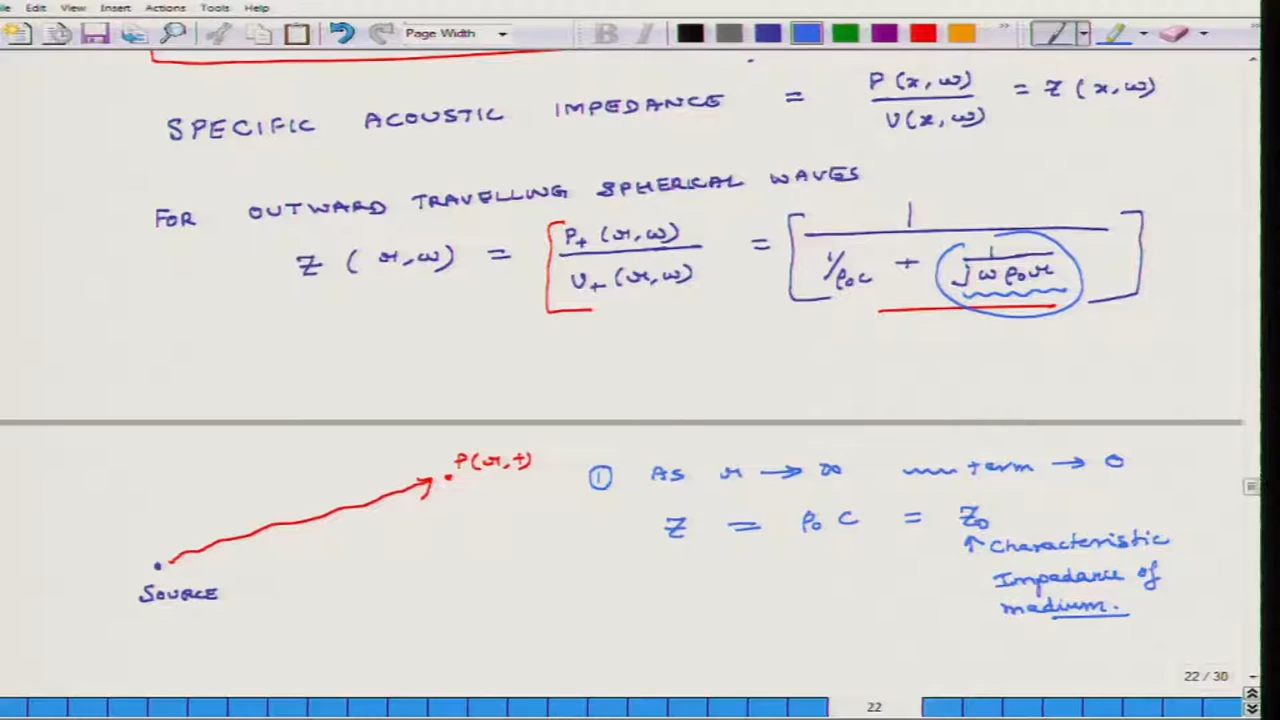 le Edit View Insert Actions Tools Help
Page Width
SPECIFIC ACOUSTIC IMPEDANCE = P(x,ω) / U(x,ω) = Z(x,ω)
FOR OUTWARD TRAVELLING SPHERICAL WAVES
Z(r,ω) = [P+(r,ω) / U+(r,ω) = [1 / (1/ρ₀c + 1/jωρ₀r)]
P(r,t)
SOURCE
① As r → ∞ term → 0
Z = ρ₀ c = Z₀
↑ Characteristic
Impedance of
medium.
22 / 30
22